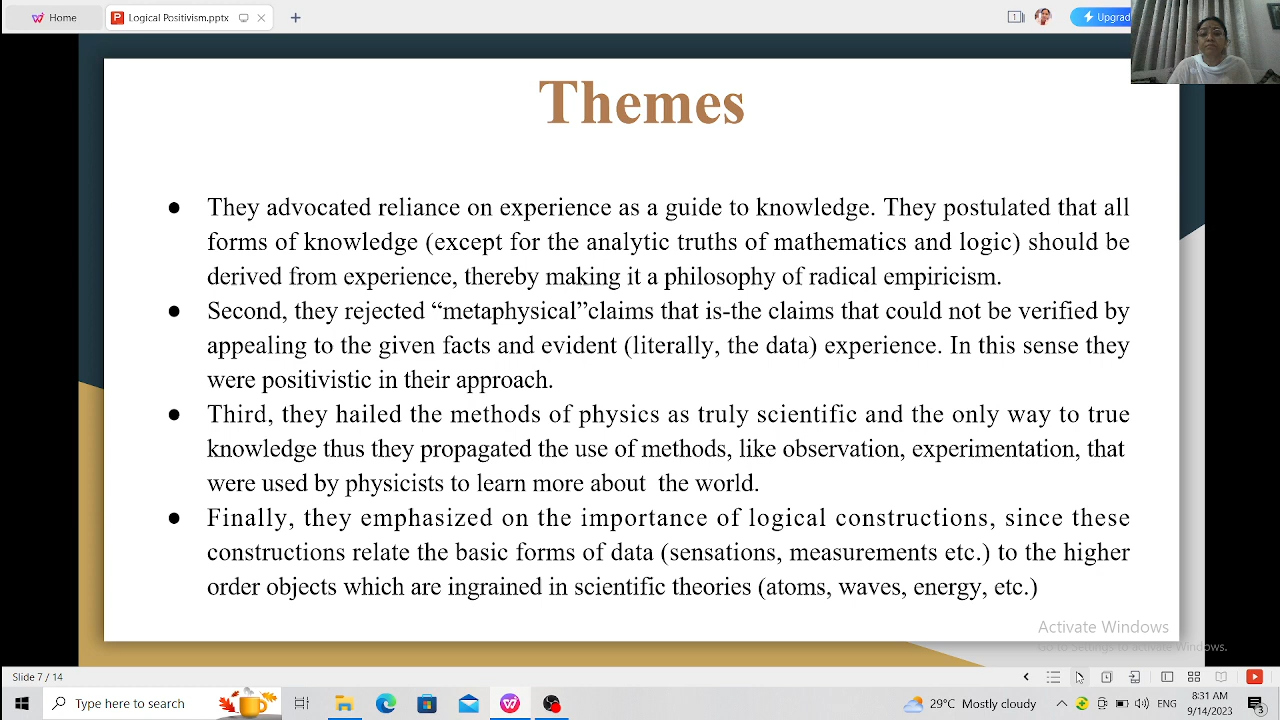 Home
Logical Positivism.pptx
Upgrad
Themes
● They advocated reliance on experience as a guide to knowledge. They postulated that all
forms of knowledge (except for the analytic truths of mathematics and logic) should be
derived from experience, thereby making it a philosophy of radical empiricism.
● Second, they rejected “metaphysical”claims that is-the claims that could not be verified by
appealing to the given facts and evident (literally, the data) experience. In this sense they
were positivistic in their approach.
● Third, they hailed the methods of physics as truly scientific and the only way to true
knowledge thus they propagated the use of methods, like observation, experimentation, that
were used by physicists to learn more about the world.
● Finally, they emphasized on the importance of logical constructions, since these
constructions relate the basic forms of data (sensations, measurements etc.) to the higher
order objects which are ingrained in scientific theories (atoms, waves, energy, etc.)
Activate Windows
Go to Settings to activate Windows.
Slide 7 / 14
Type here to search
29°C Mostly cloudy
8:31 AM
9/14/2023
3